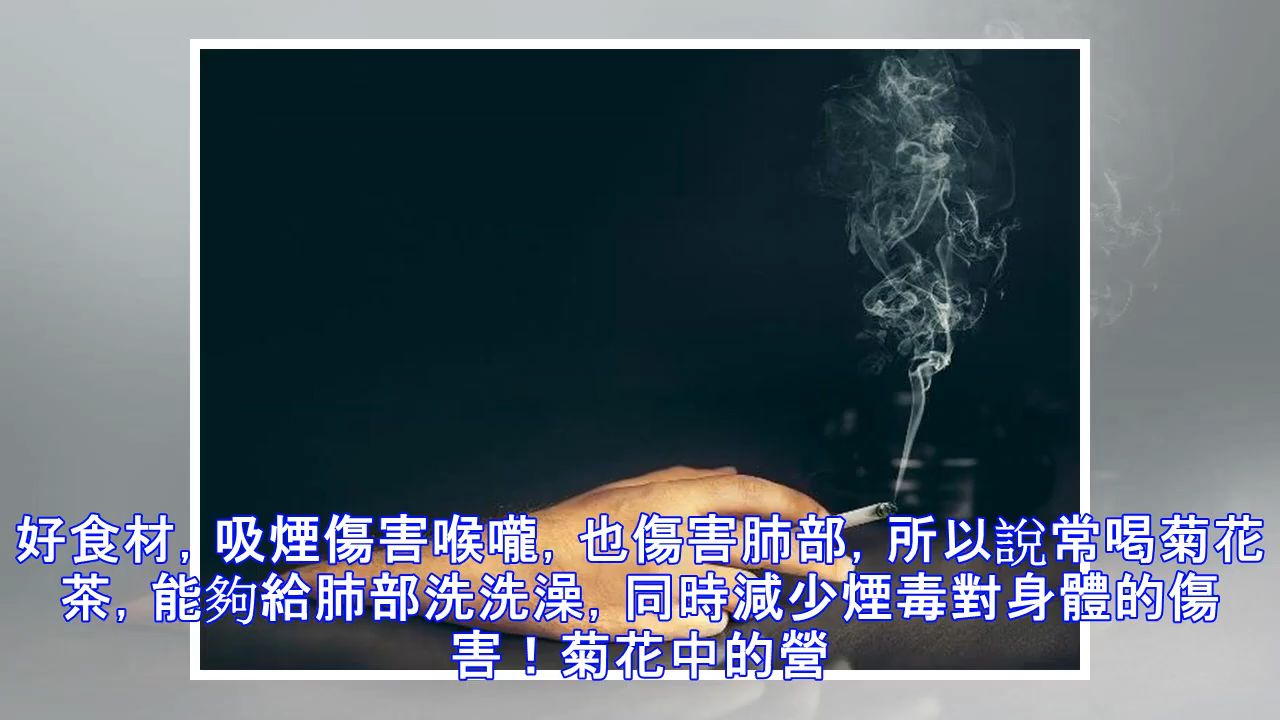 好食材, 吸煙傷害喉嚨, 也傷害肺部, 所以說常喝菊花
茶, 能夠給肺部洗洗澡, 同時減少煙毒對身體的傷
害！菊花中的營